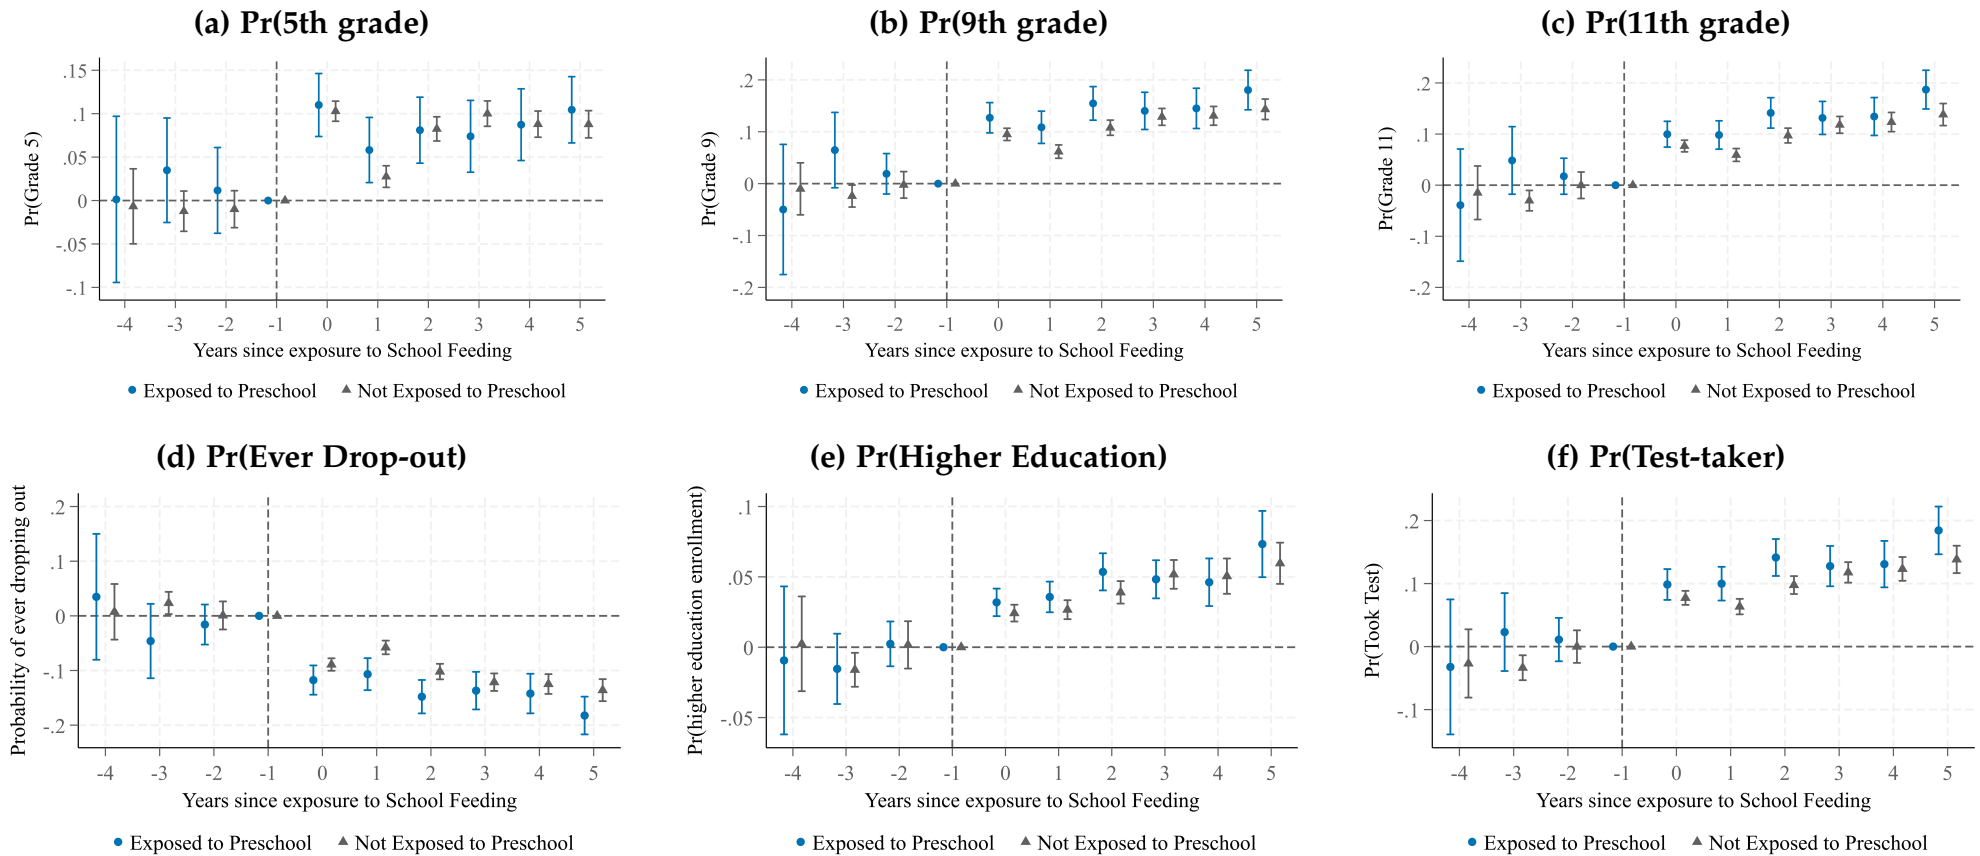 (a) Pr(5th grade)
Pr(Grade 5)
.15
.1
.05
0
-.05
-.1
-4 -3 -2 -1 0 1 2 3 4 5
Years since exposure to School Feeding
Exposed to Preschool Not Exposed to Preschool
(b) Pr(9th grade)
Pr(Grade 9)
.2
.1
0
-.1
-.2
-4 -3 -2 -1 0 1 2 3 4 5
Years since exposure to School Feeding
Exposed to Preschool Not Exposed to Preschool
(c) Pr(11th grade)
Pr(Grade 11)
.2
.1
0
-.1
-.2
-4 -3 -2 -1 0 1 2 3 4 5
Years since exposure to School Feeding
Exposed to Preschool Not Exposed to Preschool
(d) Pr(Ever Drop-out)
Probability of ever dropping out
.2
.1
0
-.1
-.2
-4 -3 -2 -1 0 1 2 3 4 5
Years since exposure to School Feeding
Exposed to Preschool Not Exposed to Preschool
(e) Pr(Higher Education)
Pr(higher education enrollment)
.1
.05
0
-.05
-4 -3 -2 -1 0 1 2 3 4 5
Years since exposure to School Feeding
Exposed to Preschool Not Exposed to Preschool
(f) Pr(Test-taker)
Pr(Took Test)
.2
.1
0
-.1
-4 -3 -2 -1 0 1 2 3 4 5
Years since exposure to School Feeding
Exposed to Preschool Not Exposed to Preschool